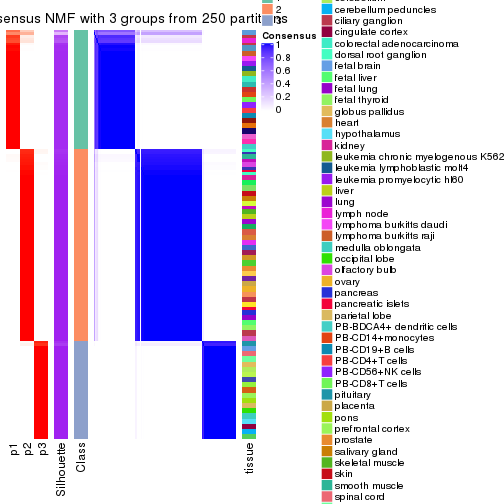 sensus NMF with 3 groups from 250 partitions
2
Consensus
1
0.8
0.6
0.4
0.2
0
p1
p2
p3
Silhouette
Class
tissue
cerebellum peduncles
ciliary ganglion
cingulate cortex
colorectal adenocarcinoma
dorsal root ganglion
fetal brain
fetal liver
fetal lung
fetal thyroid
globus pallidus
heart
hypothalamus
kidney
leukemia chronic myelogenous K562
leukemia lymphoblastic molt4
leukemia promyelocytic hl60
liver
lung
lymph node
lymphoma burkitts daudi
lymphoma burkitts raji
medulla oblongata
occipital lobe
olfactory bulb
ovary
pancreas
pancreatic islets
parietal lobe
PB-BDCA4+ dendritic cells
PB-CD14+monocytes
PB-CD19+B cells
PB-CD4+T cells
PB-CD56+NK cells
PB-CD8+T cells
pituitary
placenta
pons
prefrontal cortex
prostate
salivary gland
skeletal muscle
skin
smooth muscle
spinal cord